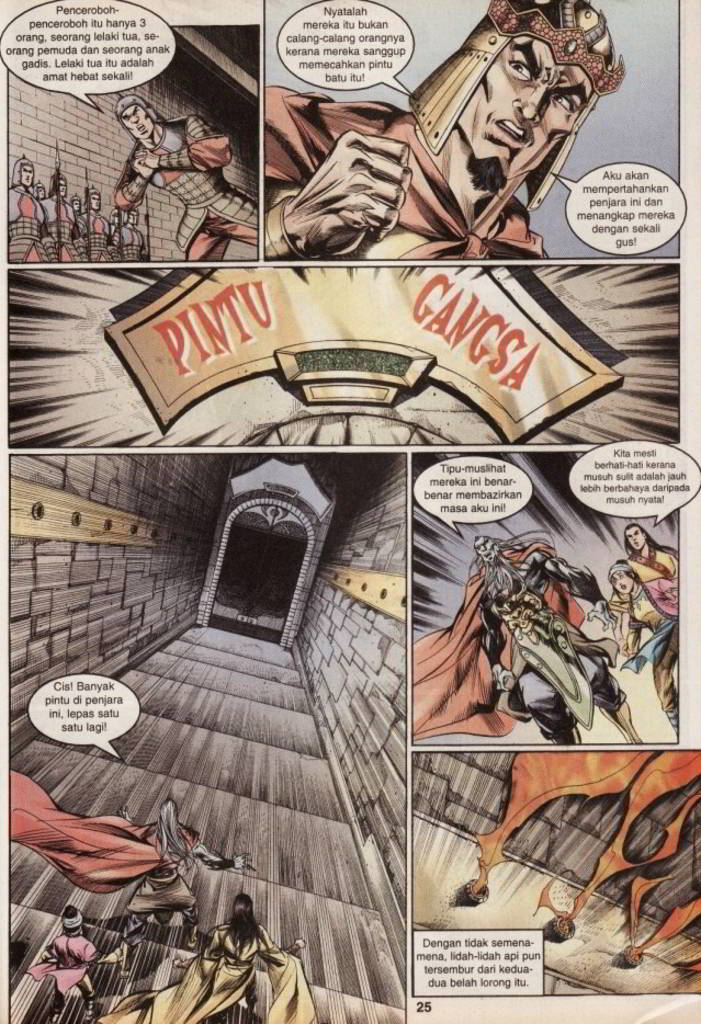 Penceroboh-
penceroboh itu hanya 3
orang, seorang lelaki tua, se-
orang pemuda dan seorang anak
gadis. Lelaki tua itu adalah
amat hebat sekali!
Nyatalah
mereka itu bukan
calang-calang orangnya
kerana mereka sanggup
memecahkan pintu
batu itu!
Aku akan
mempertahankan
penjara ini dan
menangkap mereka
dengan sekali
gus!
PINTU GANGSA
Cis! Banyak
pintu di penjara
ini, lepas satu
satu lagi!
Tipu-muslihat
mereka ini benar-
benar membazirkan
masa aku ini!
Kita mesti
berhati-hati kerana
musuh sulit adalah jauh
lebih berbahaya daripada
musuh nyata!
Dengan tidak semena-
mena, lidah-lidah api pun
tersembur dari kedua-
dua belah lorong itu.
25